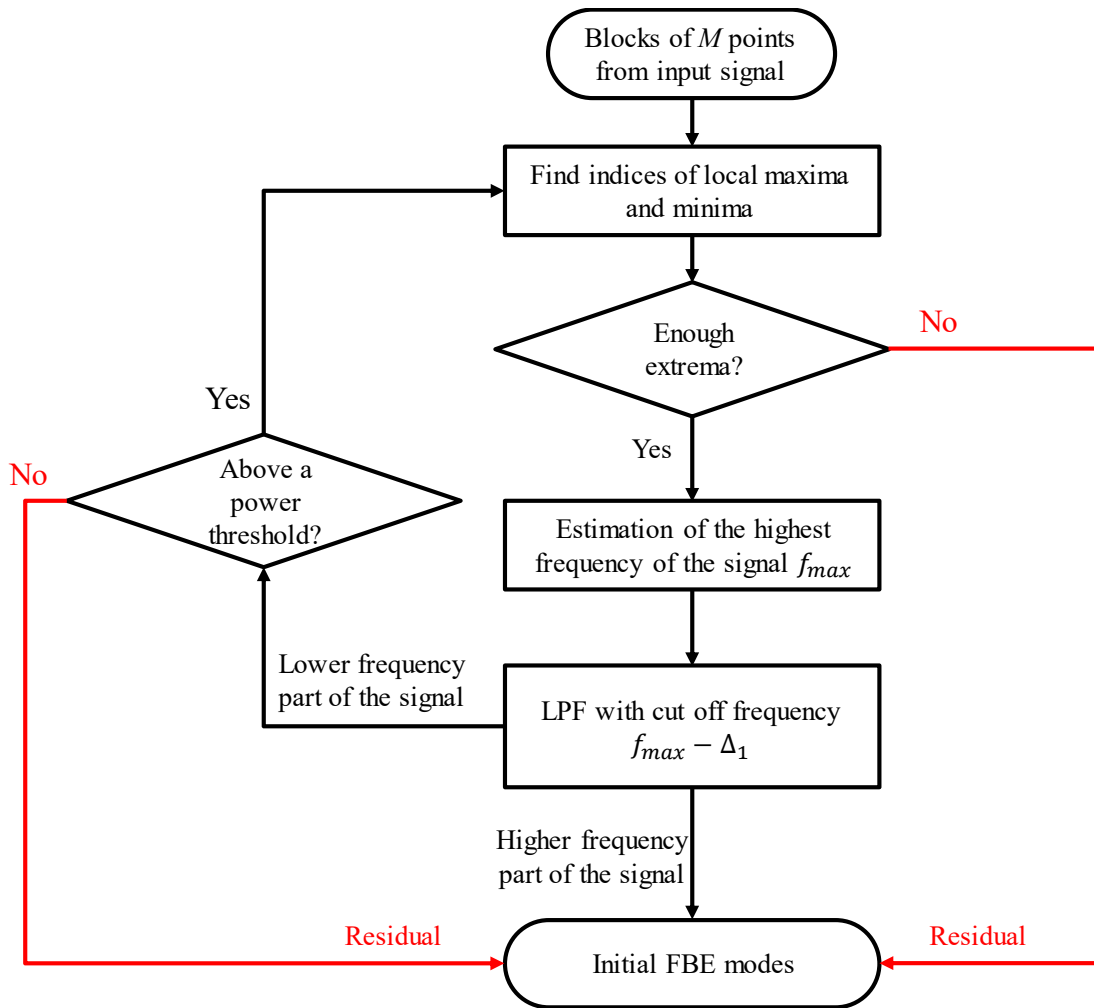 Blocks of M points
from input signal
Find indices of local maxima
and minima
Enough
extrema?
No
Yes
Yes
No
Above a
power
threshold?
Estimation of the highest
frequency of the signal f_max
Lower frequency
part of the signal
LPF with cut off frequency
f_max − Δ₁
Higher frequency
part of the signal
Residual
Initial FBE modes
Residual